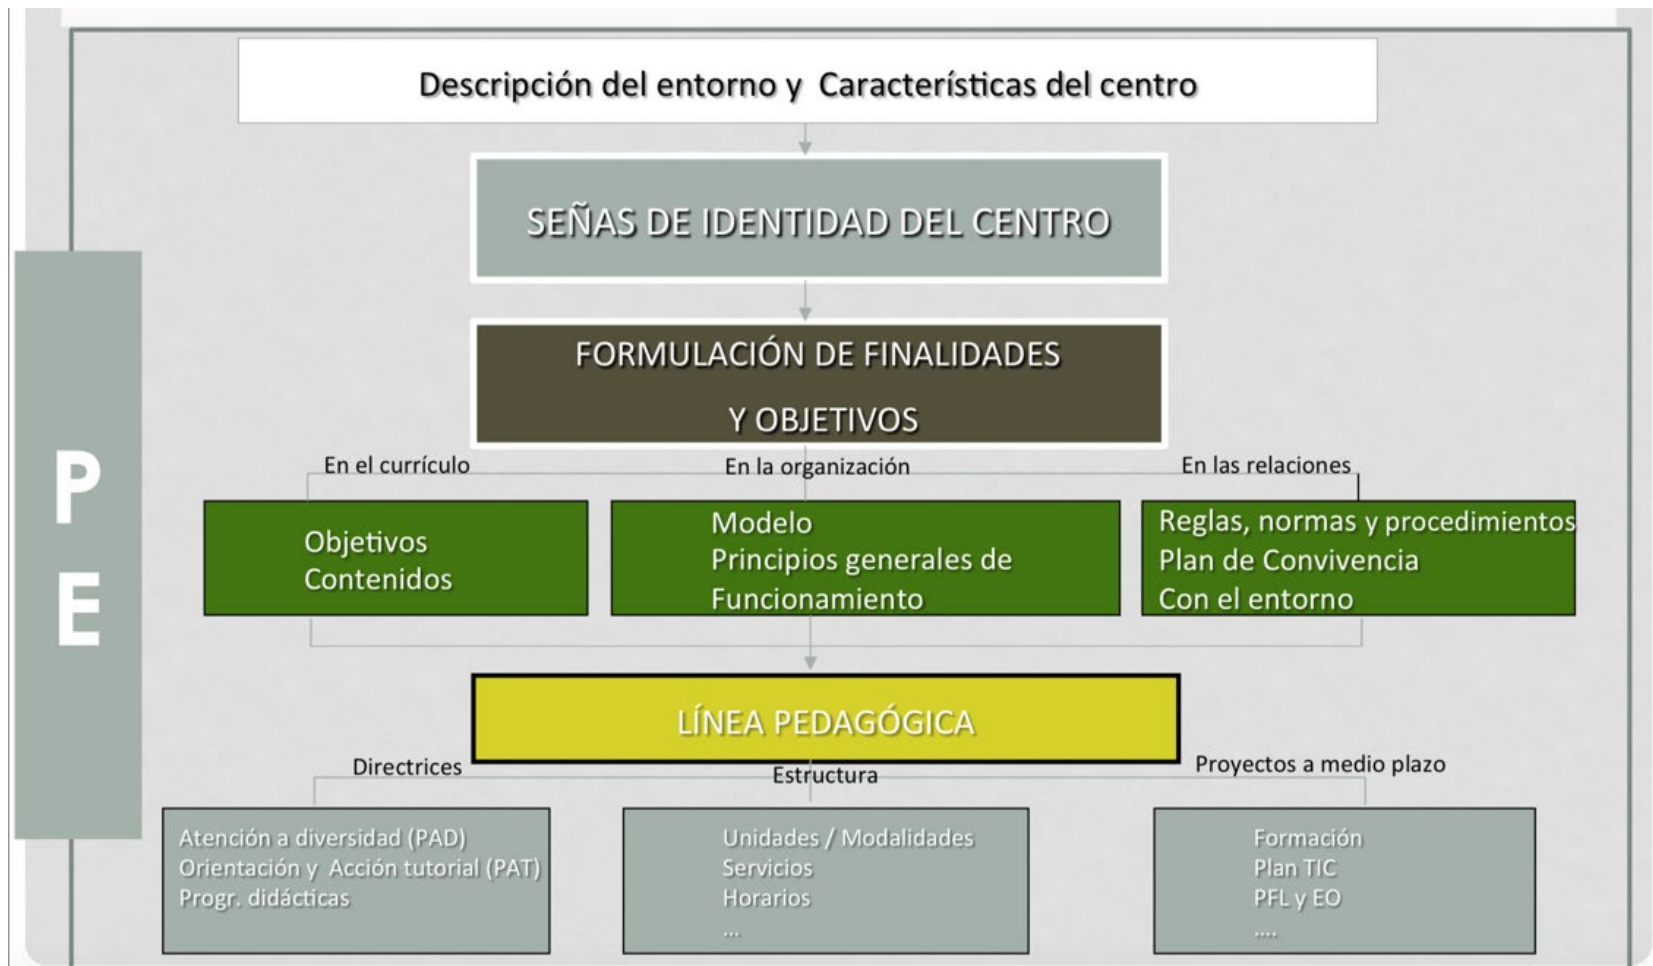 Descripción del entorno y Características del centro
SEÑAS DE IDENTIDAD DEL CENTRO
FORMULACIÓN DE FINALIDADES
Y OBJETIVOS
P
E
En el currículo
En la organización
En las relaciones
Objetivos
Contenidos
Modelo
Principios generales de
Funcionamiento
Reglas, normas y procedimientos
Plan de Convivencia
Con el entorno
LÍNEA PEDAGÓGICA
Directrices
Estructura
Proyectos a medio plazo
Atención a diversidad (PAD)
Orientación y Acción tutorial (PAT)
Progr. didácticas
Unidades / Modalidades
Servicios
Horarios
...
Formación
Plan TIC
PFL y EO
....